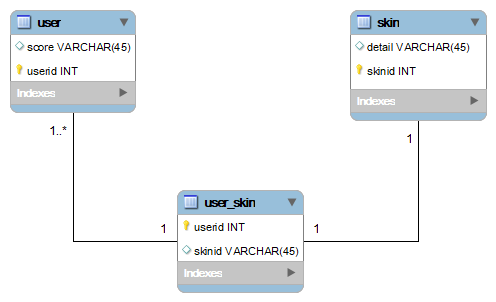 user
score VARCHAR(45)
userid INT
Indexes
skin
detail VARCHAR(45)
skinid INT
Indexes
1..*
1
1
1
user_skin
userid INT
skinid VARCHAR(45)
Indexes